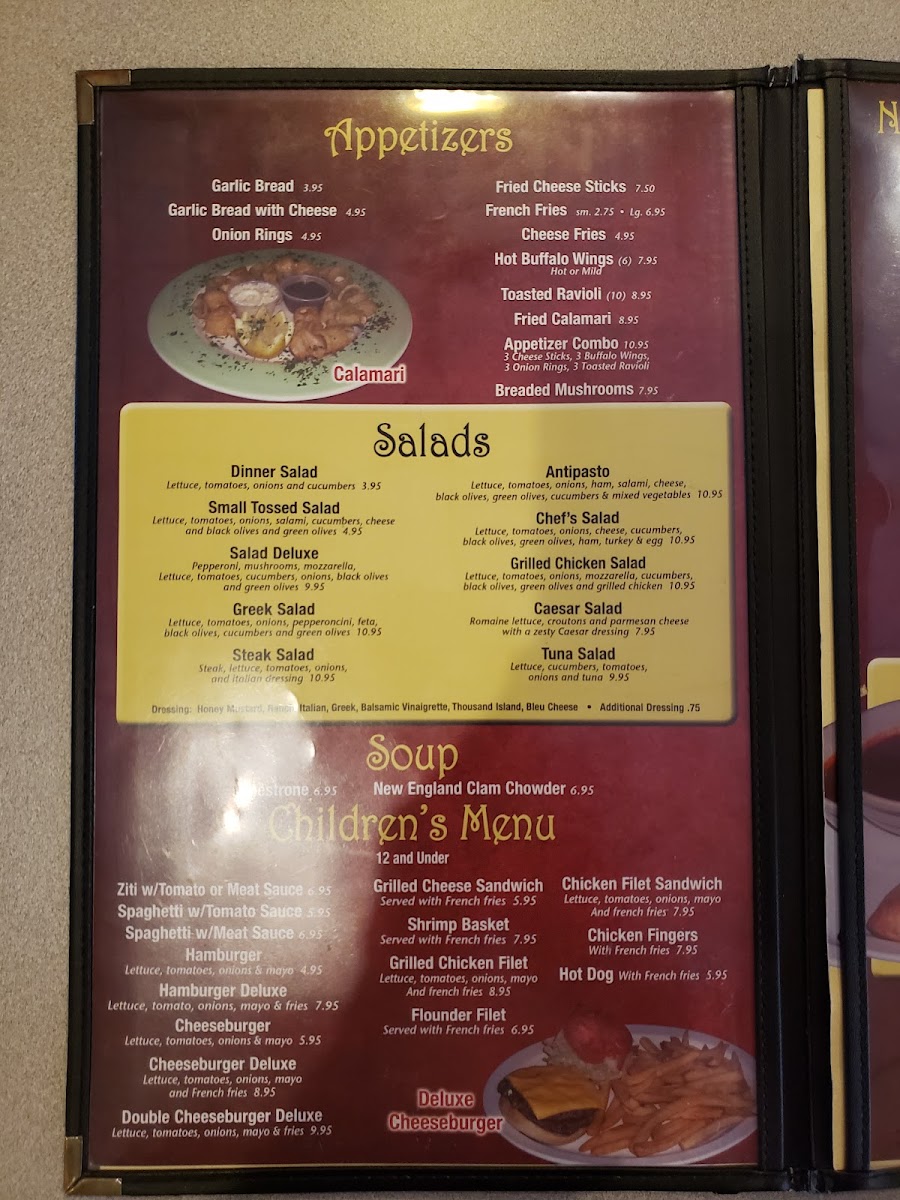 Appetizers
Garlic Bread 3.95
Garlic Bread with Cheese 4.95
Onion Rings 4.95
Calamari
Fried Cheese Sticks 7.50
French Fries sm. 2.75 • Lg. 6.95
Cheese Fries 4.95
Hot Buffalo Wings (6) 7.95
Hot or Mild
Toasted Ravioli (10) 8.95
Fried Calamari 8.95
Appetizer Combo 10.95
3 Cheese Sticks, 3 Buffalo Wings,
3 Onion Rings, 3 Toasted Ravioli
Breaded Mushrooms 7.95
Salads
Dinner Salad
Lettuce, tomatoes, onions and cucumbers 3.95
Small Tossed Salad
Lettuce, tomatoes, onions, salami, cucumbers, cheese
and black olives and green olives 4.95
Salad Deluxe
Pepperoni, mushrooms, mozzarella,
Lettuce, tomatoes, cucumbers, onions, black olives
and green olives 9.95
Greek Salad
Lettuce, tomatoes, onions, pepperoncini, feta,
black olives, cucumbers and green olives 10.95
Steak Salad
Steak, lettuce, tomatoes, onions,
and italian dressing 10.95
Antipasto
Lettuce, tomatoes, onions, ham, salami, cheese,
black olives, green olives, cucumbers & mixed vegetables 10.95
Chef's Salad
Lettuce, tomatoes, onions, cheese, cucumbers,
black olives, green olives, ham, turkey & egg 10.95
Grilled Chicken Salad
Lettuce, tomatoes, onions, mozzarella, cucumbers,
black olives, green olives and grilled chicken 10.95
Caesar Salad
Romaine lettuce, croutons and parmesan cheese
with a zesty Caesar dressing 7.95
Tuna Salad
Lettuce, cucumbers, tomatoes,
onions and tuna 9.95
Dressing: Honey Mustard, Ranch, Italian, Greek, Balsamic Vinaigrette, Thousand Island, Bleu Cheese • Additional Dressing .75
Soup
6.95 New England Clam Chowder 6.95
Children's Menu
12 and Under
Ziti w/Tomato or Meat Sauce 6.95
Spaghetti w/Tomato Sauce 5.95
Spaghetti w/Meat Sauce 6.95
Hamburger
Lettuce, tomatoes, onions & mayo 4.95
Hamburger Deluxe
Lettuce, tomato, onions, mayo & fries 7.95
Cheeseburger
Lettuce, tomatoes, onions & mayo 5.95
Cheeseburger Deluxe
Lettuce, tomatoes, onions, mayo
and French fries 8.95
Double Cheeseburger Deluxe
Lettuce, tomatoes, onions, mayo & fries 9.95
Grilled Cheese Sandwich
Served with French fries 5.95
Shrimp Basket
Served with French fries 7.95
Grilled Chicken Filet
Lettuce, tomatoes, onions, mayo
And french fries 8.95
Flounder Filet
Served with French fries 6.95
Chicken Filet Sandwich
Lettuce, tomatoes, onions, mayo
And french fries 7.95
Chicken Fingers
With French fries 7.95
Hot Dog With French fries 5.95
Deluxe
Cheeseburger